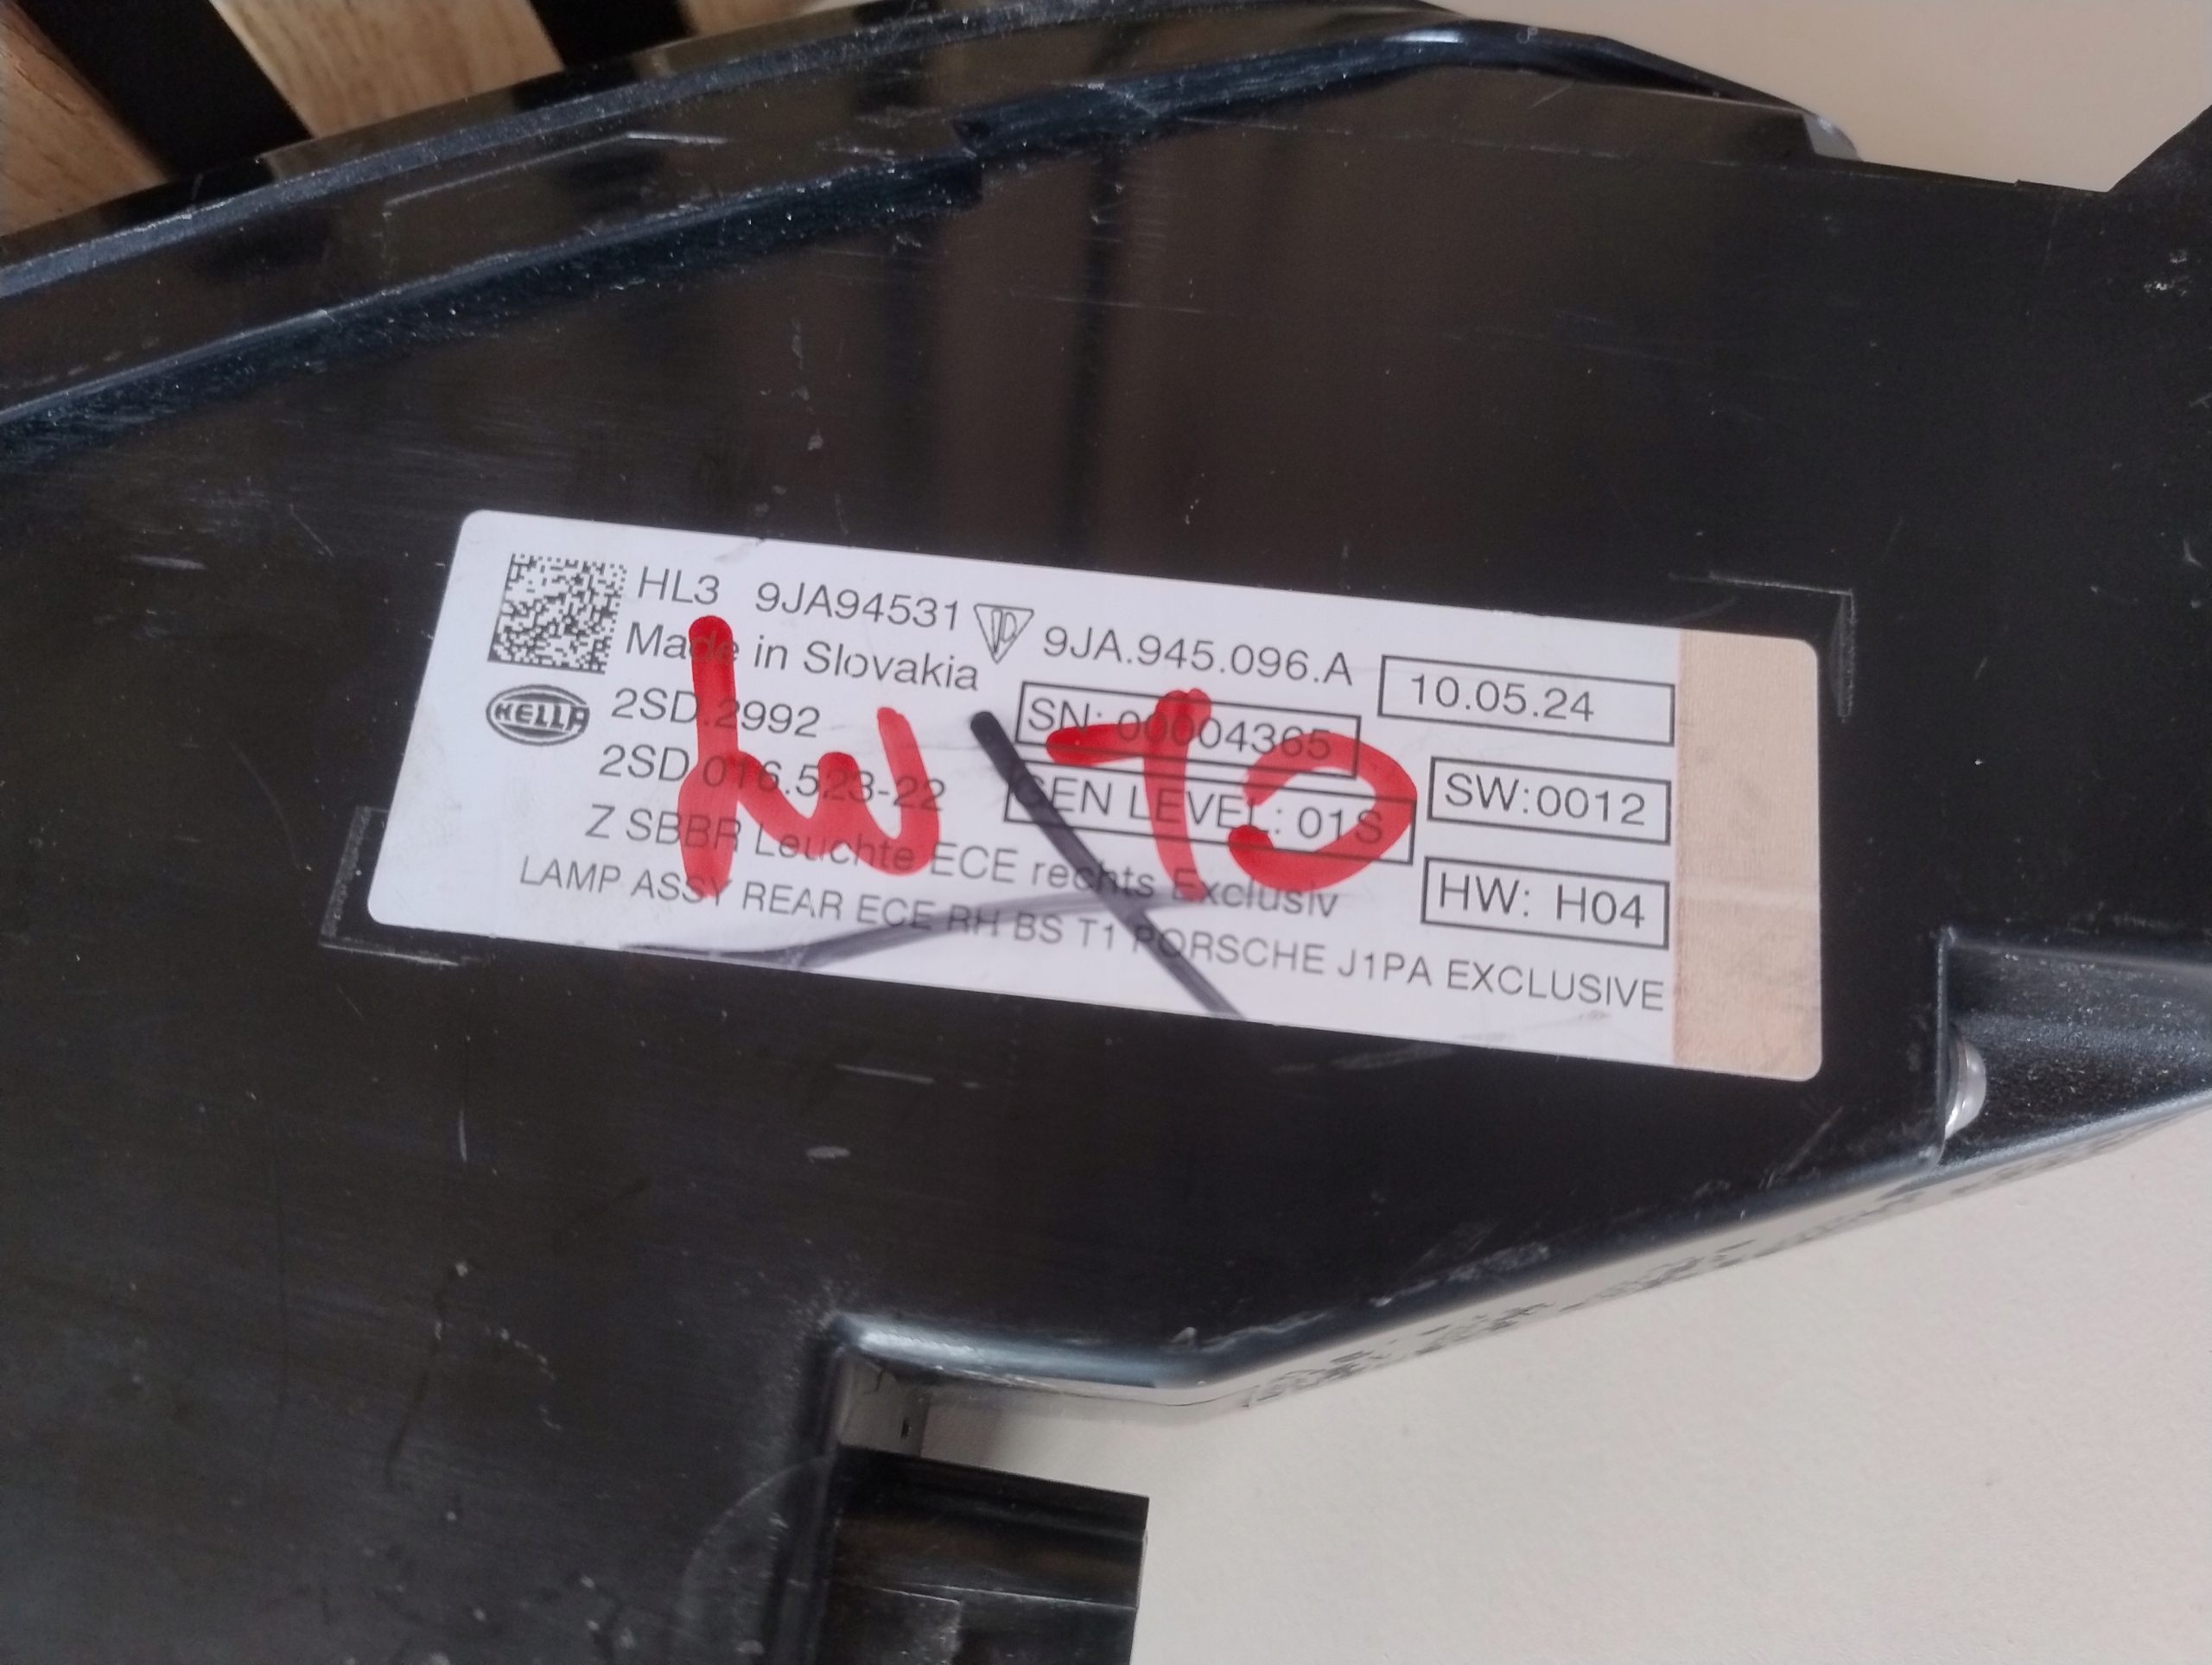 HL3 9JA94531 9JA.945.096.A 10.05.24
Made in Slovakia
HELLA 2SD.2992 SN: 00004365
2SD.016.523-22 GEN LEVEL: 01S SW:0012
Z SBBR Leuchte ECE rechts Exclusiv HW: H04
LAMP ASSY REAR ECE RH BS T1 PORSCHE J1PA EXCLUSIVE